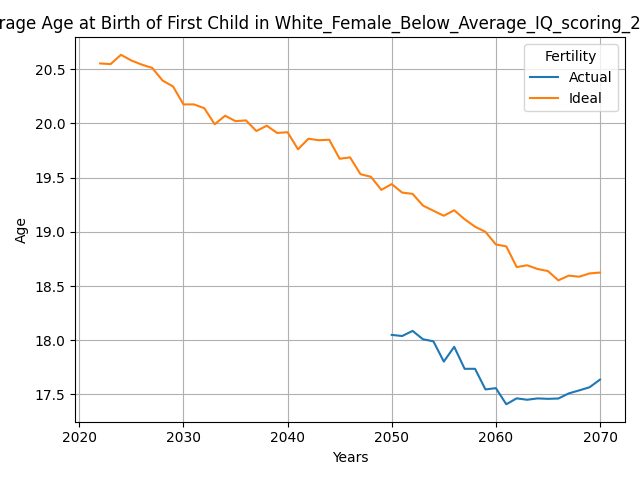 rage Age at Birth of First Child in White_Female_Below_Average_IQ_scoring_2
Fertility
Actual
Ideal
Age
20.5
20.0
19.5
19.0
18.5
18.0
17.5
2020 2030 2040 2050 2060 2070
Years